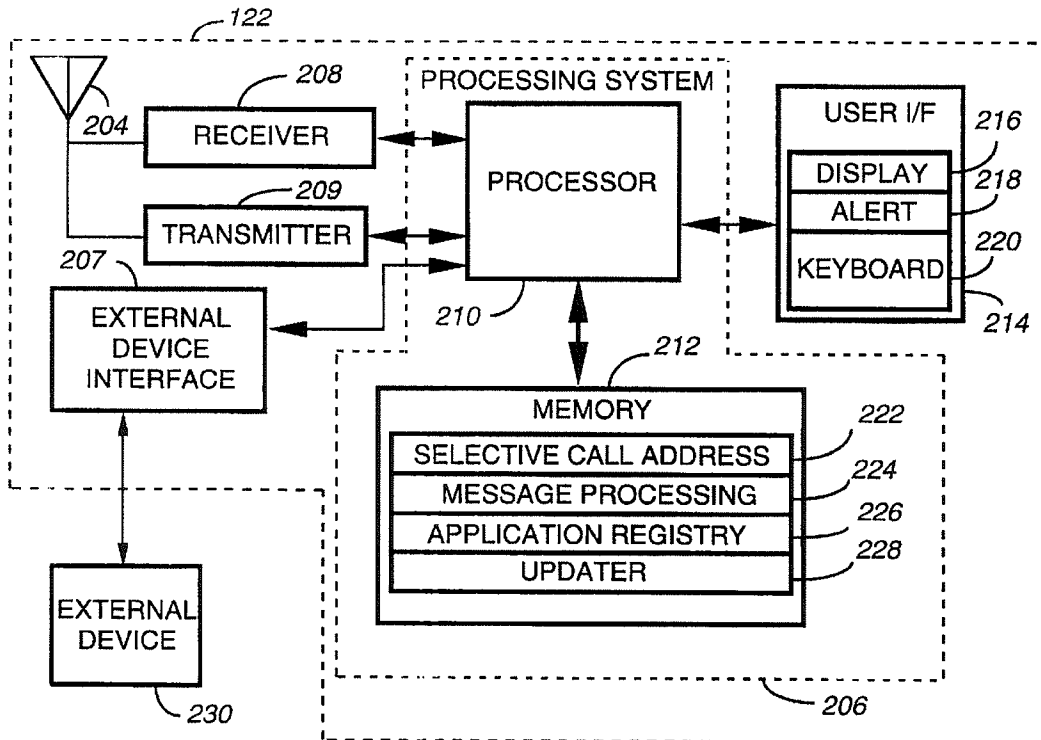 122
204
208
RECEIVER
209
TRANSMITTER
207
EXTERNAL
DEVICE
INTERFACE
EXTERNAL
DEVICE
230
PROCESSING SYSTEM
PROCESSOR
210
USER I/F
DISPLAY
216
ALERT
218
KEYBOARD
220
214
212
MEMORY
SELECTIVE CALL ADDRESS
222
MESSAGE PROCESSING
224
APPLICATION REGISTRY
226
UPDATER
228
206